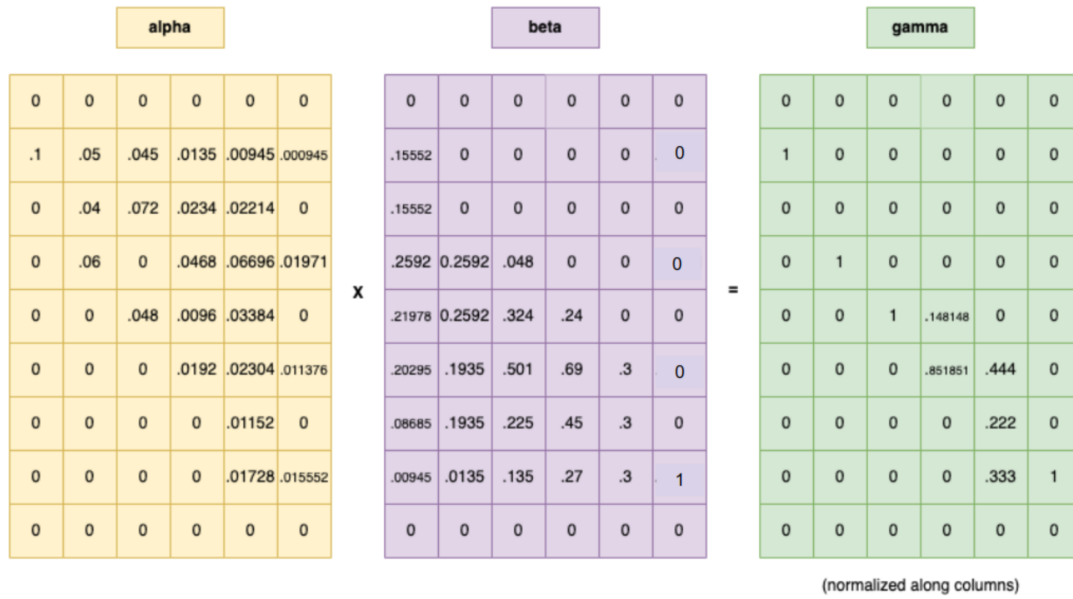 alpha beta gamma
0 0 0 0 0 0 0 0 0 0 0 0 0 0 0 0 0 0
.1 .05 .045 .0135 .00945 .000945 .15552 0 0 0 0 0 1 0 0 0 0 0
0 .04 .072 .0234 .02214 0 .15552 0 0 0 0 0 0 0 0 0 0 0
0 .06 0 .0468 .06696 .01971 .2592 0.2592 .048 0 0 0 0 1 0 0 0 0
x =
0 0 .048 .0096 .03384 0 .21978 0.2592 .324 .24 0 0 0 0 1 .148148 0 0
0 0 0 .0192 .02304 .011376 .20295 .1935 .501 .69 .3 0 0 0 0 .851851 .444 0
0 0 0 0 .01152 0 .08685 .1935 .225 .45 .3 0 0 0 0 0 .222 0
0 0 0 0 .01728 .015552 .00945 .0135 .135 .27 .3 1 0 0 0 0 .333 1
0 0 0 0 0 0 0 0 0 0 0 0 0 0 0 0 0 0
(normalized along columns)